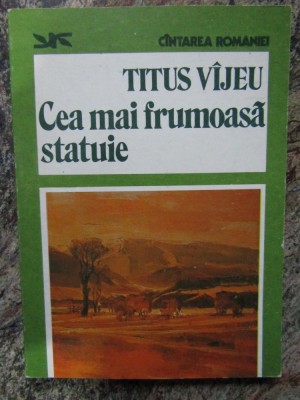 CÎNTAREA ROMÂNIEI
TITUS VÎJEU
Cea mai frumoasă
statuie